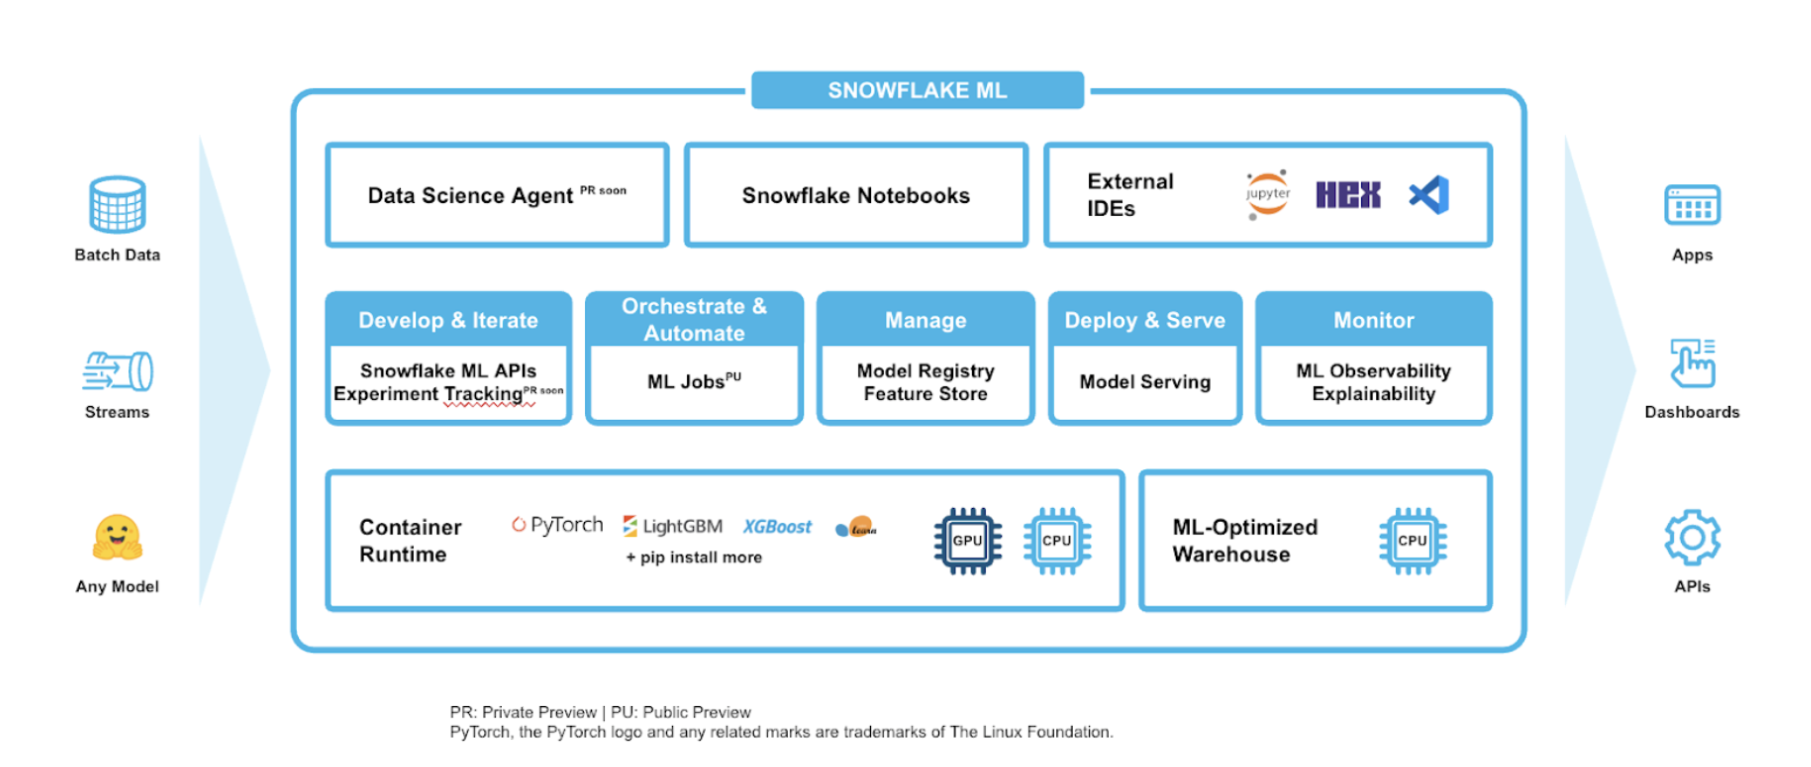 SNOWFLAKE ML
Data Science Agent PR soon
Snowflake Notebooks
External
IDEs
jupyter
HEX
Batch Data
Streams
Any Model
Develop & Iterate
Snowflake ML APIs
Experiment Tracking PR soon
Orchestrate &
Automate
ML Jobs PU
Manage
Model Registry
Feature Store
Deploy & Serve
Model Serving
Monitor
ML Observability
Explainability
Container
Runtime
PyTorch
LightGBM
XGBoost
learn
+ pip install more
GPU
CPU
ML-Optimized
Warehouse
CPU
Apps
Dashboards
APIs
PR: Private Preview | PU: Public Preview
PyTorch, the PyTorch logo and any related marks are trademarks of The Linux Foundation.